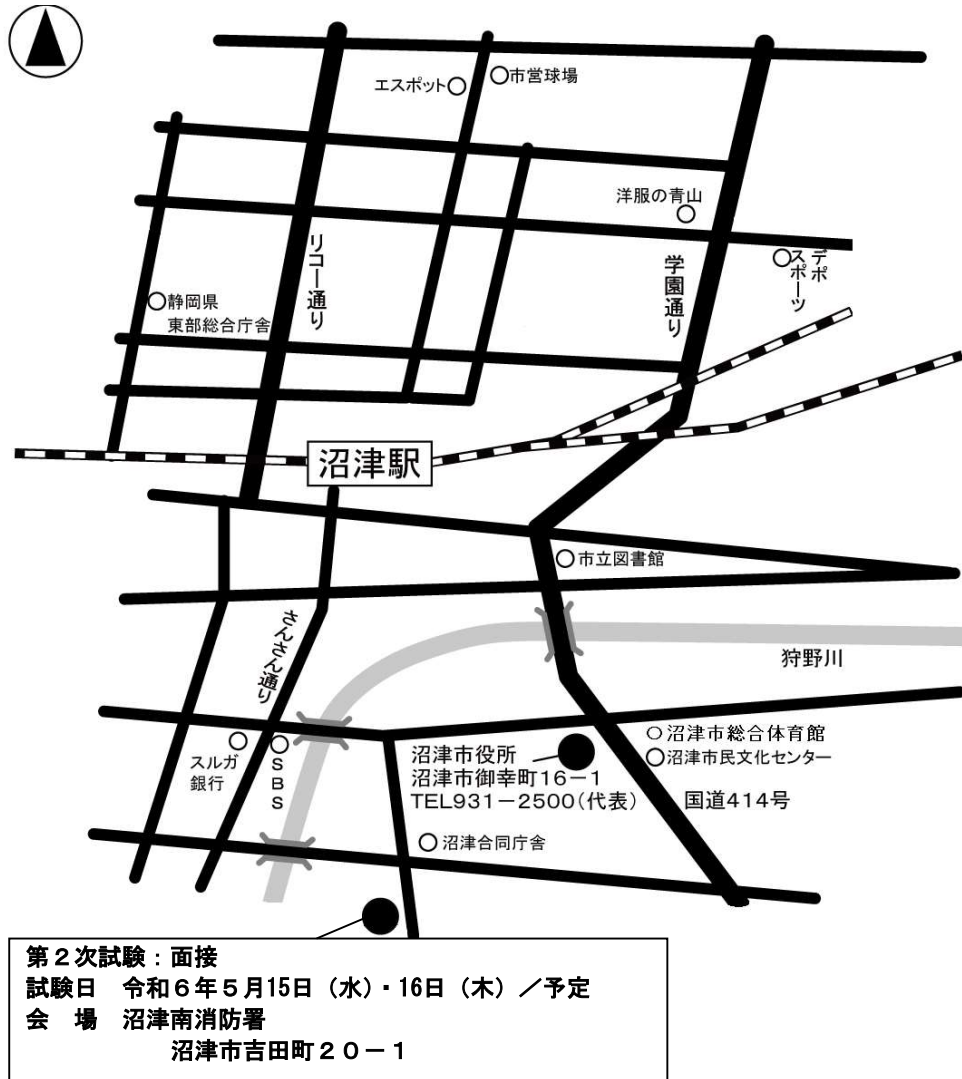 エスポット
市営球場
洋服の青山
リコー通り
学園通り
スポーツ
デポ
静岡県
東部総合庁舎
沼津駅
市立図書館
さんさん通り
狩野川
スルガ
銀行
SBS
沼津市役所
沼津市御幸町16-1
TEL931-2500(代表)
沼津市総合体育館
沼津市民文化センター
国道414号
沼津合同庁舎
第2次試験:面接
試験日 令和6年5月15日(水)・16日(木)/予定
会 場 沼津南消防署
沼津市吉田町20-1